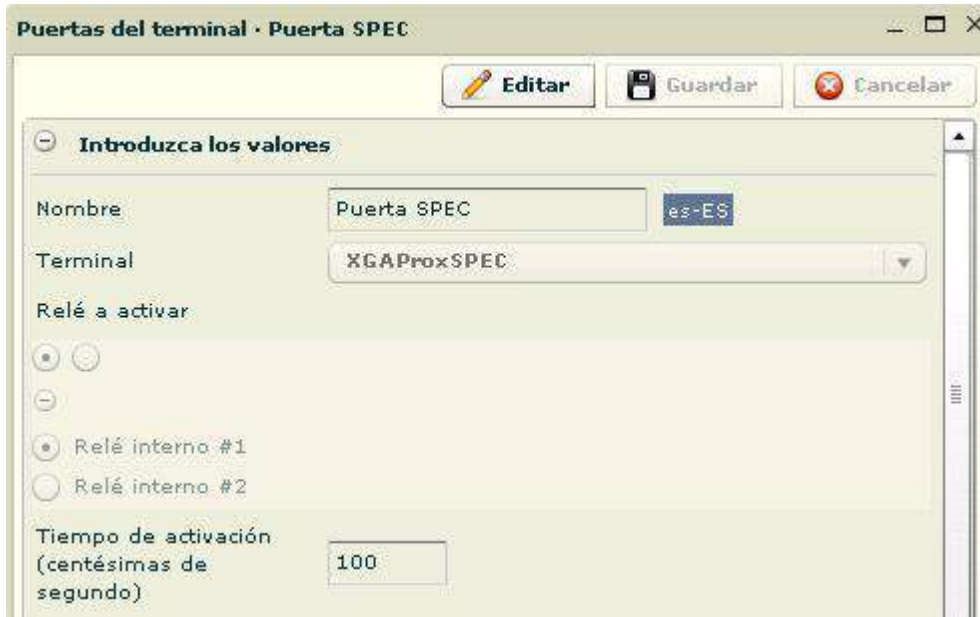 Puertas del terminal · Puerta SPEC
Editar Guardar Cancelar
Introduzca los valores
Nombre Puerta SPEC es-ES
Terminal XGAProxSPEC
Relé a activar
Relé interno #1
Relé interno #2
Tiempo de activación
(centésimas de 100
segundo)